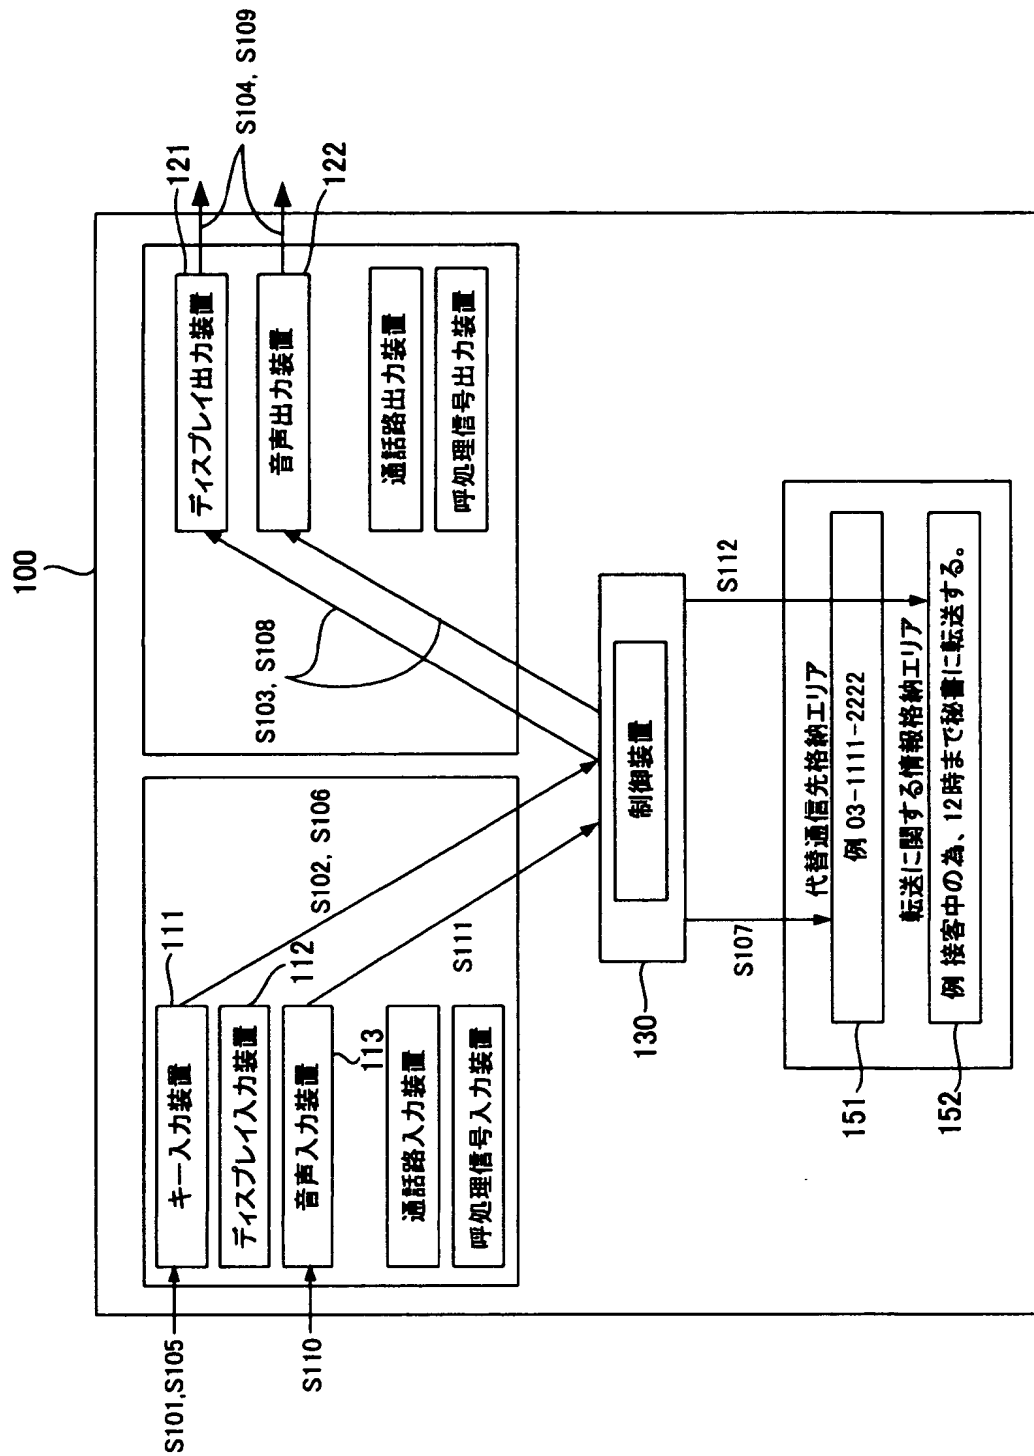 100
S101,S105
S110
キー入力装置
111
ディスプレイ入力装置
112
音声入力装置
113
通話路入力装置
呼処理信号入力装置
S102, S106
S111
S103, S108
ディスプレイ出力装置
121
音声出力装置
122
S104, S109
通話路出力装置
呼処理信号出力装置
制御装置
130
S107
S112
代替通信先格納エリア
例 03-1111-2222
151
転送に関する情報格納エリア
例 接客中の為、12時まで秘書に転送する。
152